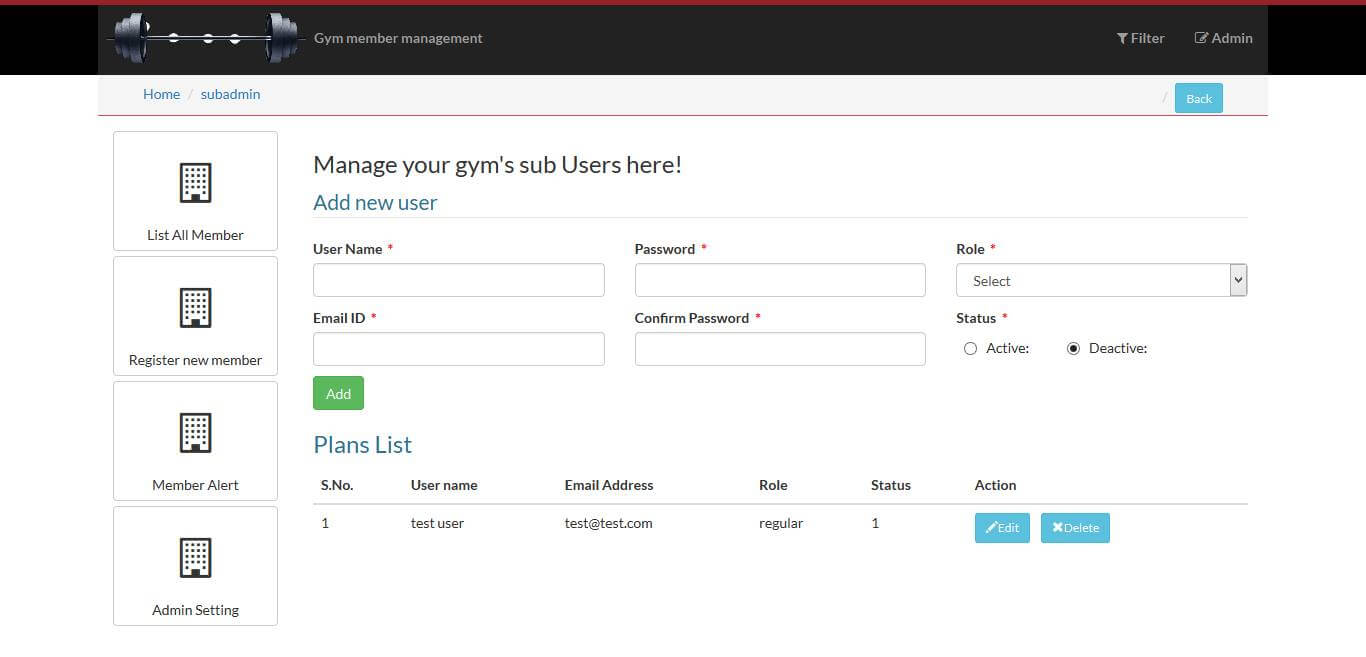 Gym member management Filter Admin
Home / subadmin / Back
List All Member
Register new member
Member Alert
Admin Setting
Manage your gym's sub Users here!
Add new user
User Name * Password * Role *
Select
Email ID * Confirm Password * Status *
Active: Deactive:
Add
Plans List
S.No. User name Email Address Role Status Action
1 test user test@test.com regular 1 Edit Delete